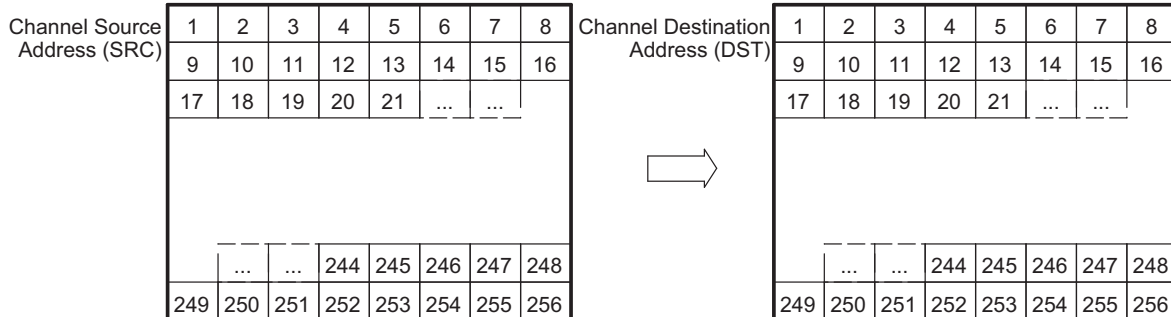 Channel Source
Address (SRC)
1 2 3 4 5 6 7 8
9 10 11 12 13 14 15 16
17 18 19 20 21 ... ...
... ... 244 245 246 247 248
249 250 251 252 253 254 255 256
Channel Destination
Address (DST)
1 2 3 4 5 6 7 8
9 10 11 12 13 14 15 16
17 18 19 20 21 ... ...
... ... 244 245 246 247 248
249 250 251 252 253 254 255 256